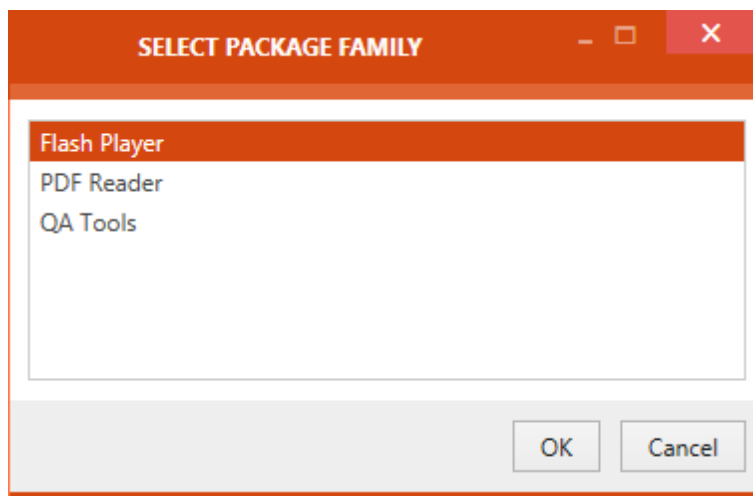 SELECT PACKAGE FAMILY
Flash Player
PDF Reader
QA Tools
OK
Cancel